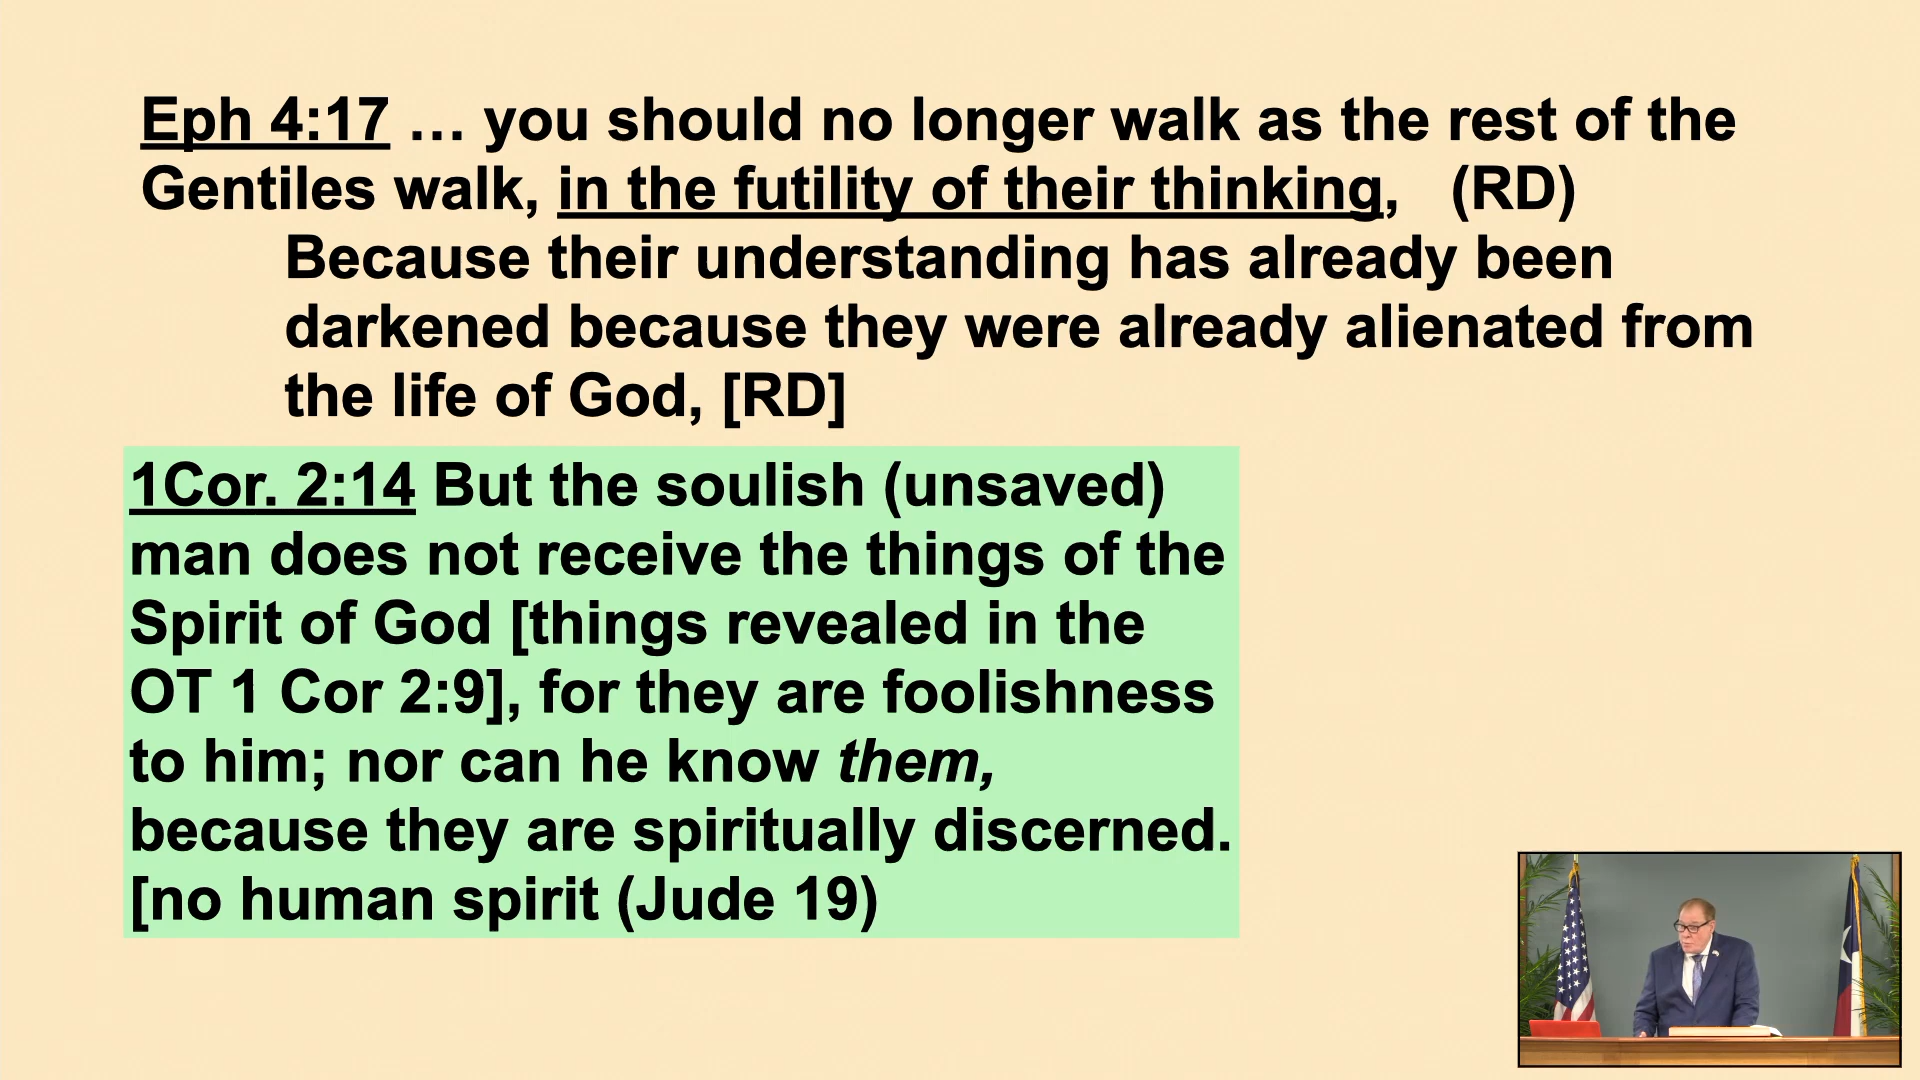 Eph 4:17 … you should no longer walk as the rest of the
Gentiles walk, in the futility of their thinking, (RD)
Because their understanding has already been
darkened because they were already alienated from
the life of God, [RD]
1Cor. 2:14 But the soulish (unsaved)
man does not receive the things of the
Spirit of God [things revealed in the
OT 1 Cor 2:9], for they are foolishness
to him; nor can he know them,
because they are spiritually discerned.
[no human spirit (Jude 19)